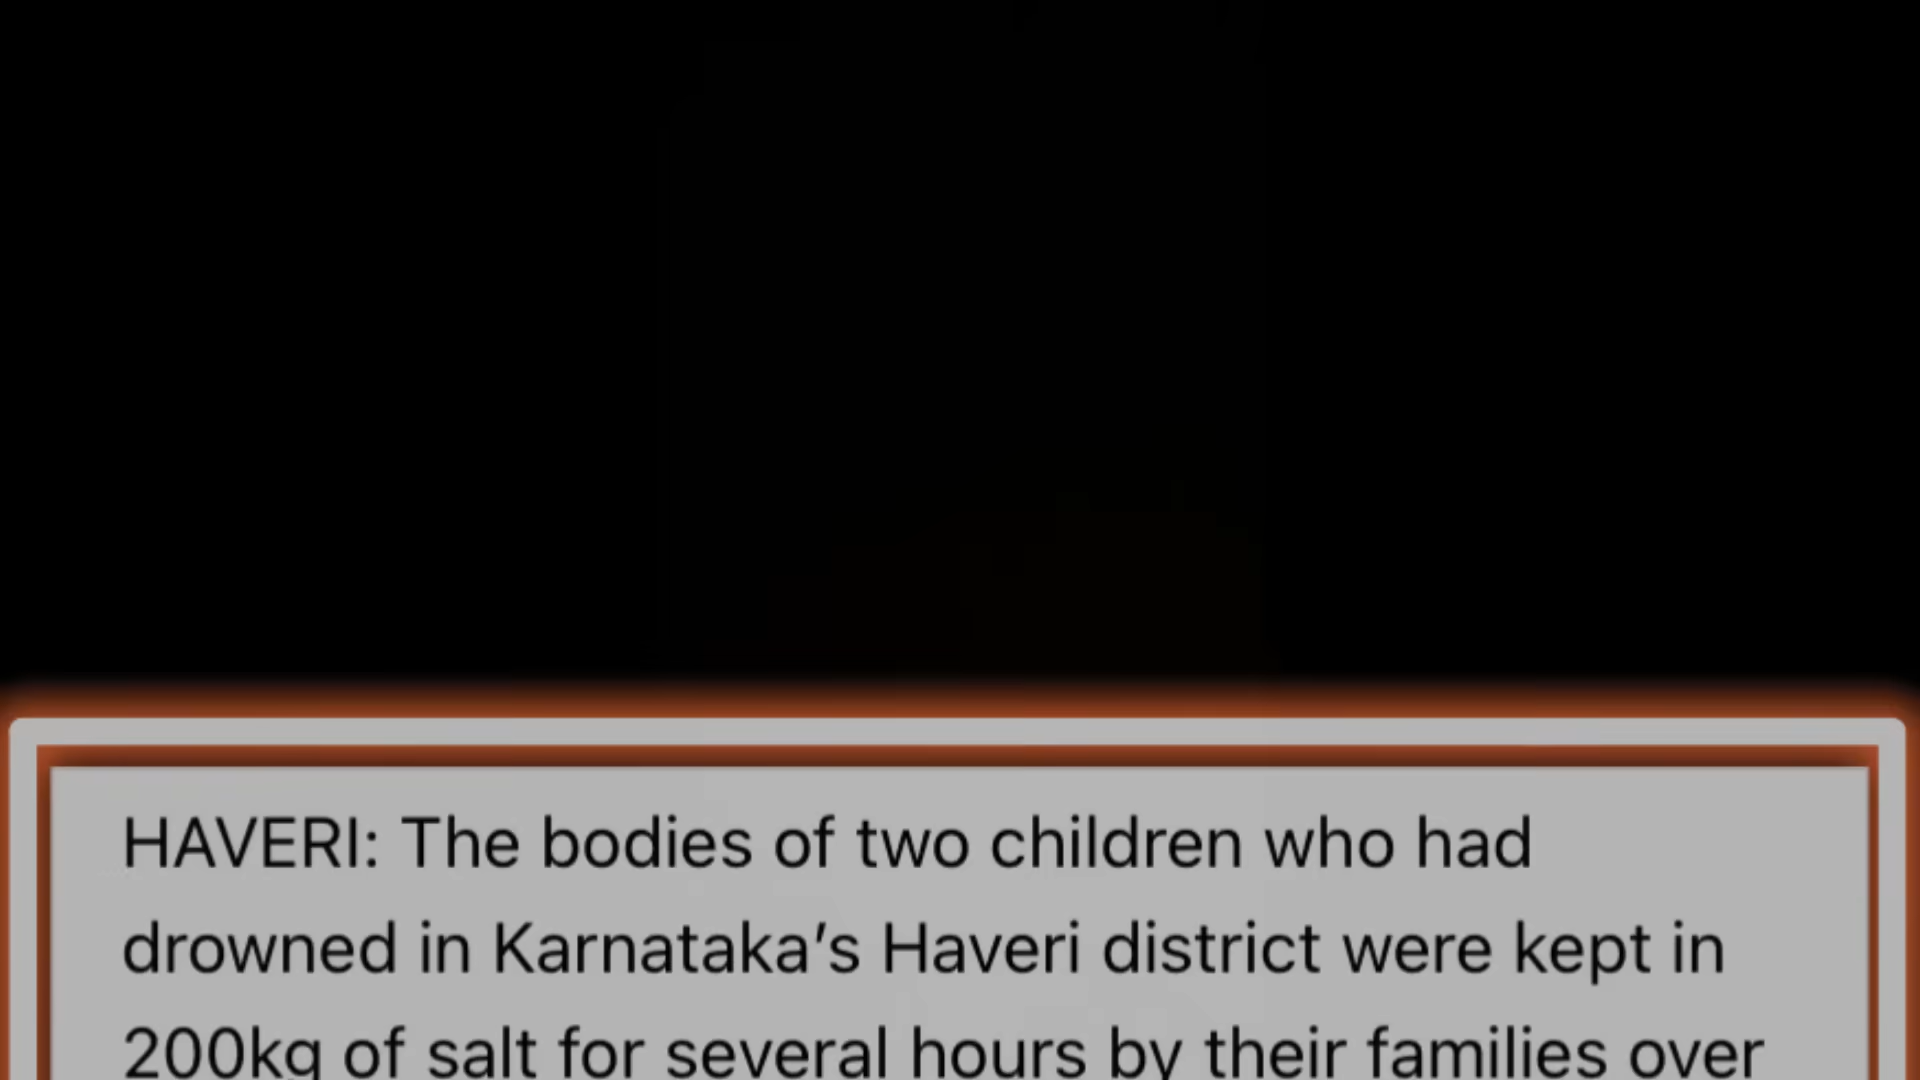 HAVERI: The bodies of two children who had
drowned in Karnataka’s Haveri district were kept in
200kg of salt for several hours by their families over